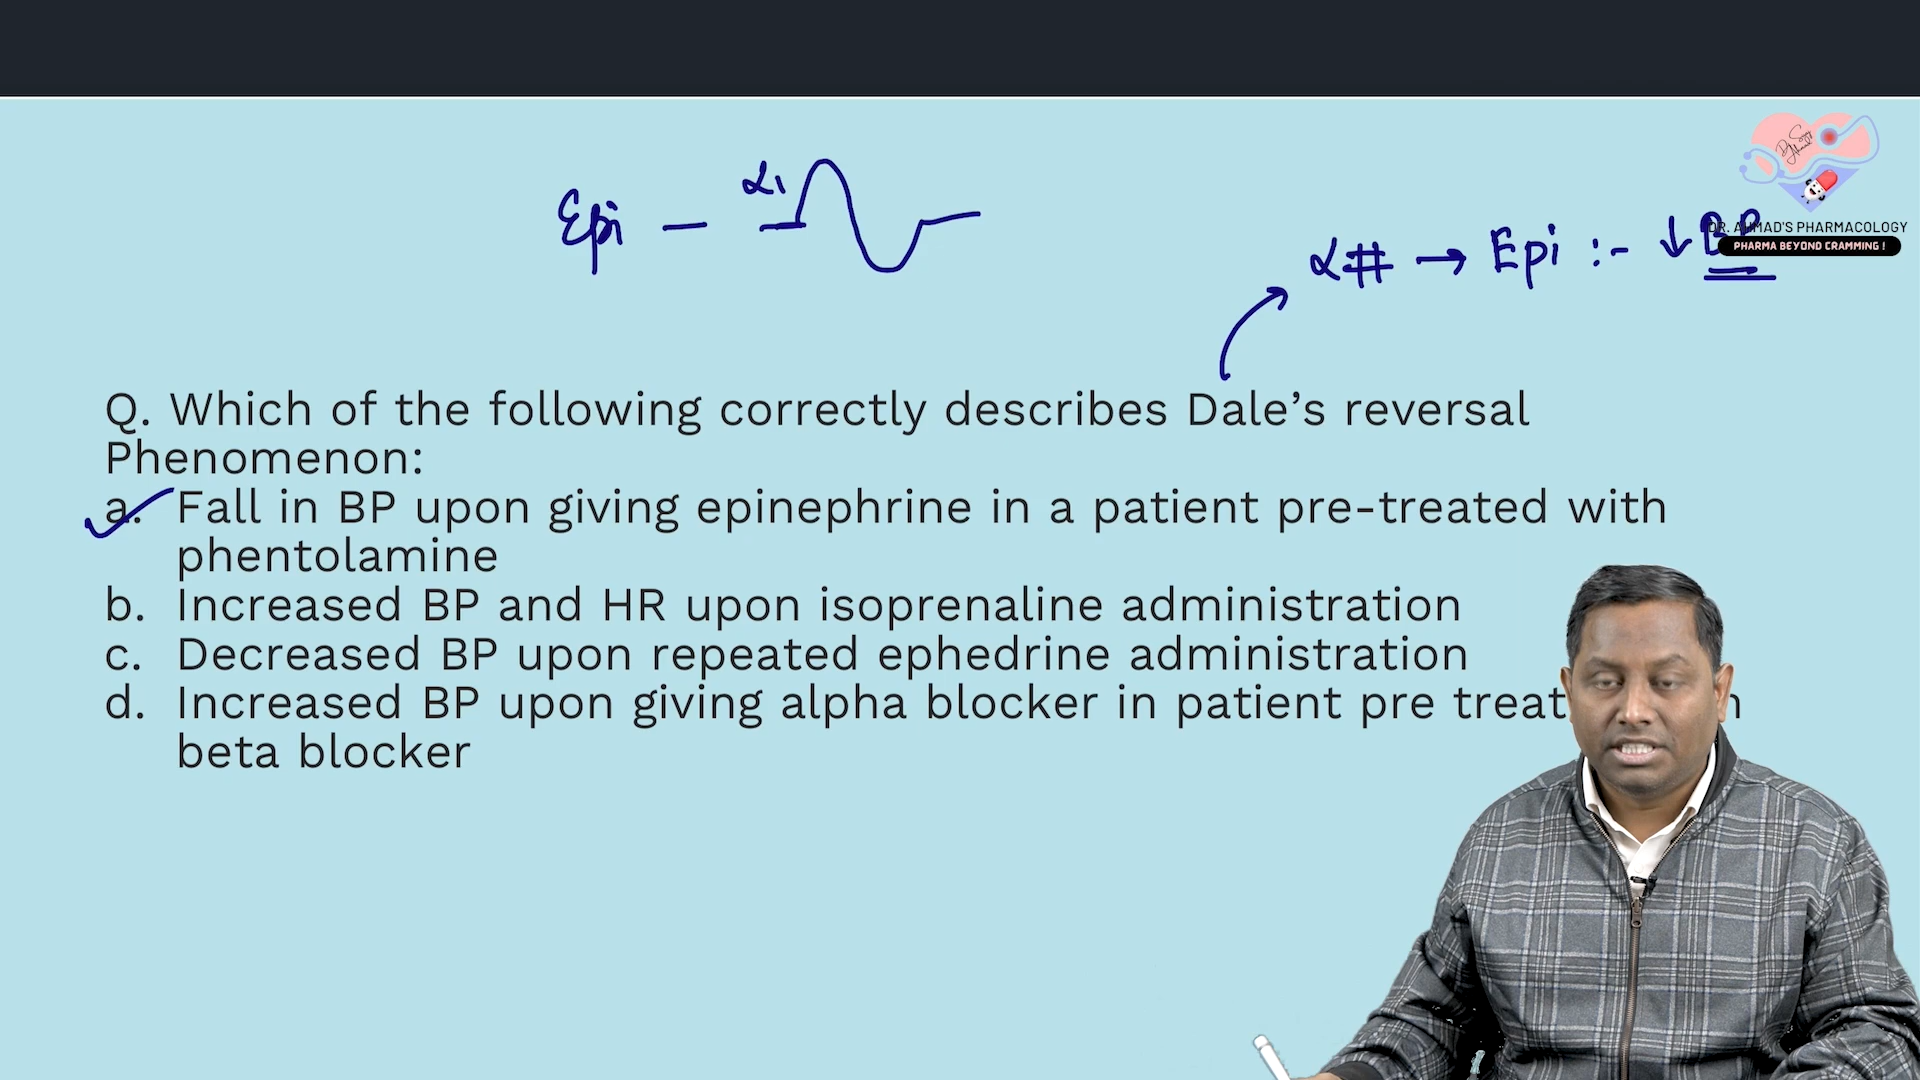 Epi — α1
α# → Epi :- ↓ BP
DR. AHMAD'S PHARMACOLOGY
PHARMA BEYOND CRAMMING !
Q. Which of the following correctly describes Dale’s reversal
Phenomenon:
a. Fall in BP upon giving epinephrine in a patient pre-treated with
phentolamine
b. Increased BP and HR upon isoprenaline administration
c. Decreased BP upon repeated ephedrine administration
d. Increased BP upon giving alpha blocker in patient pre
beta blocker